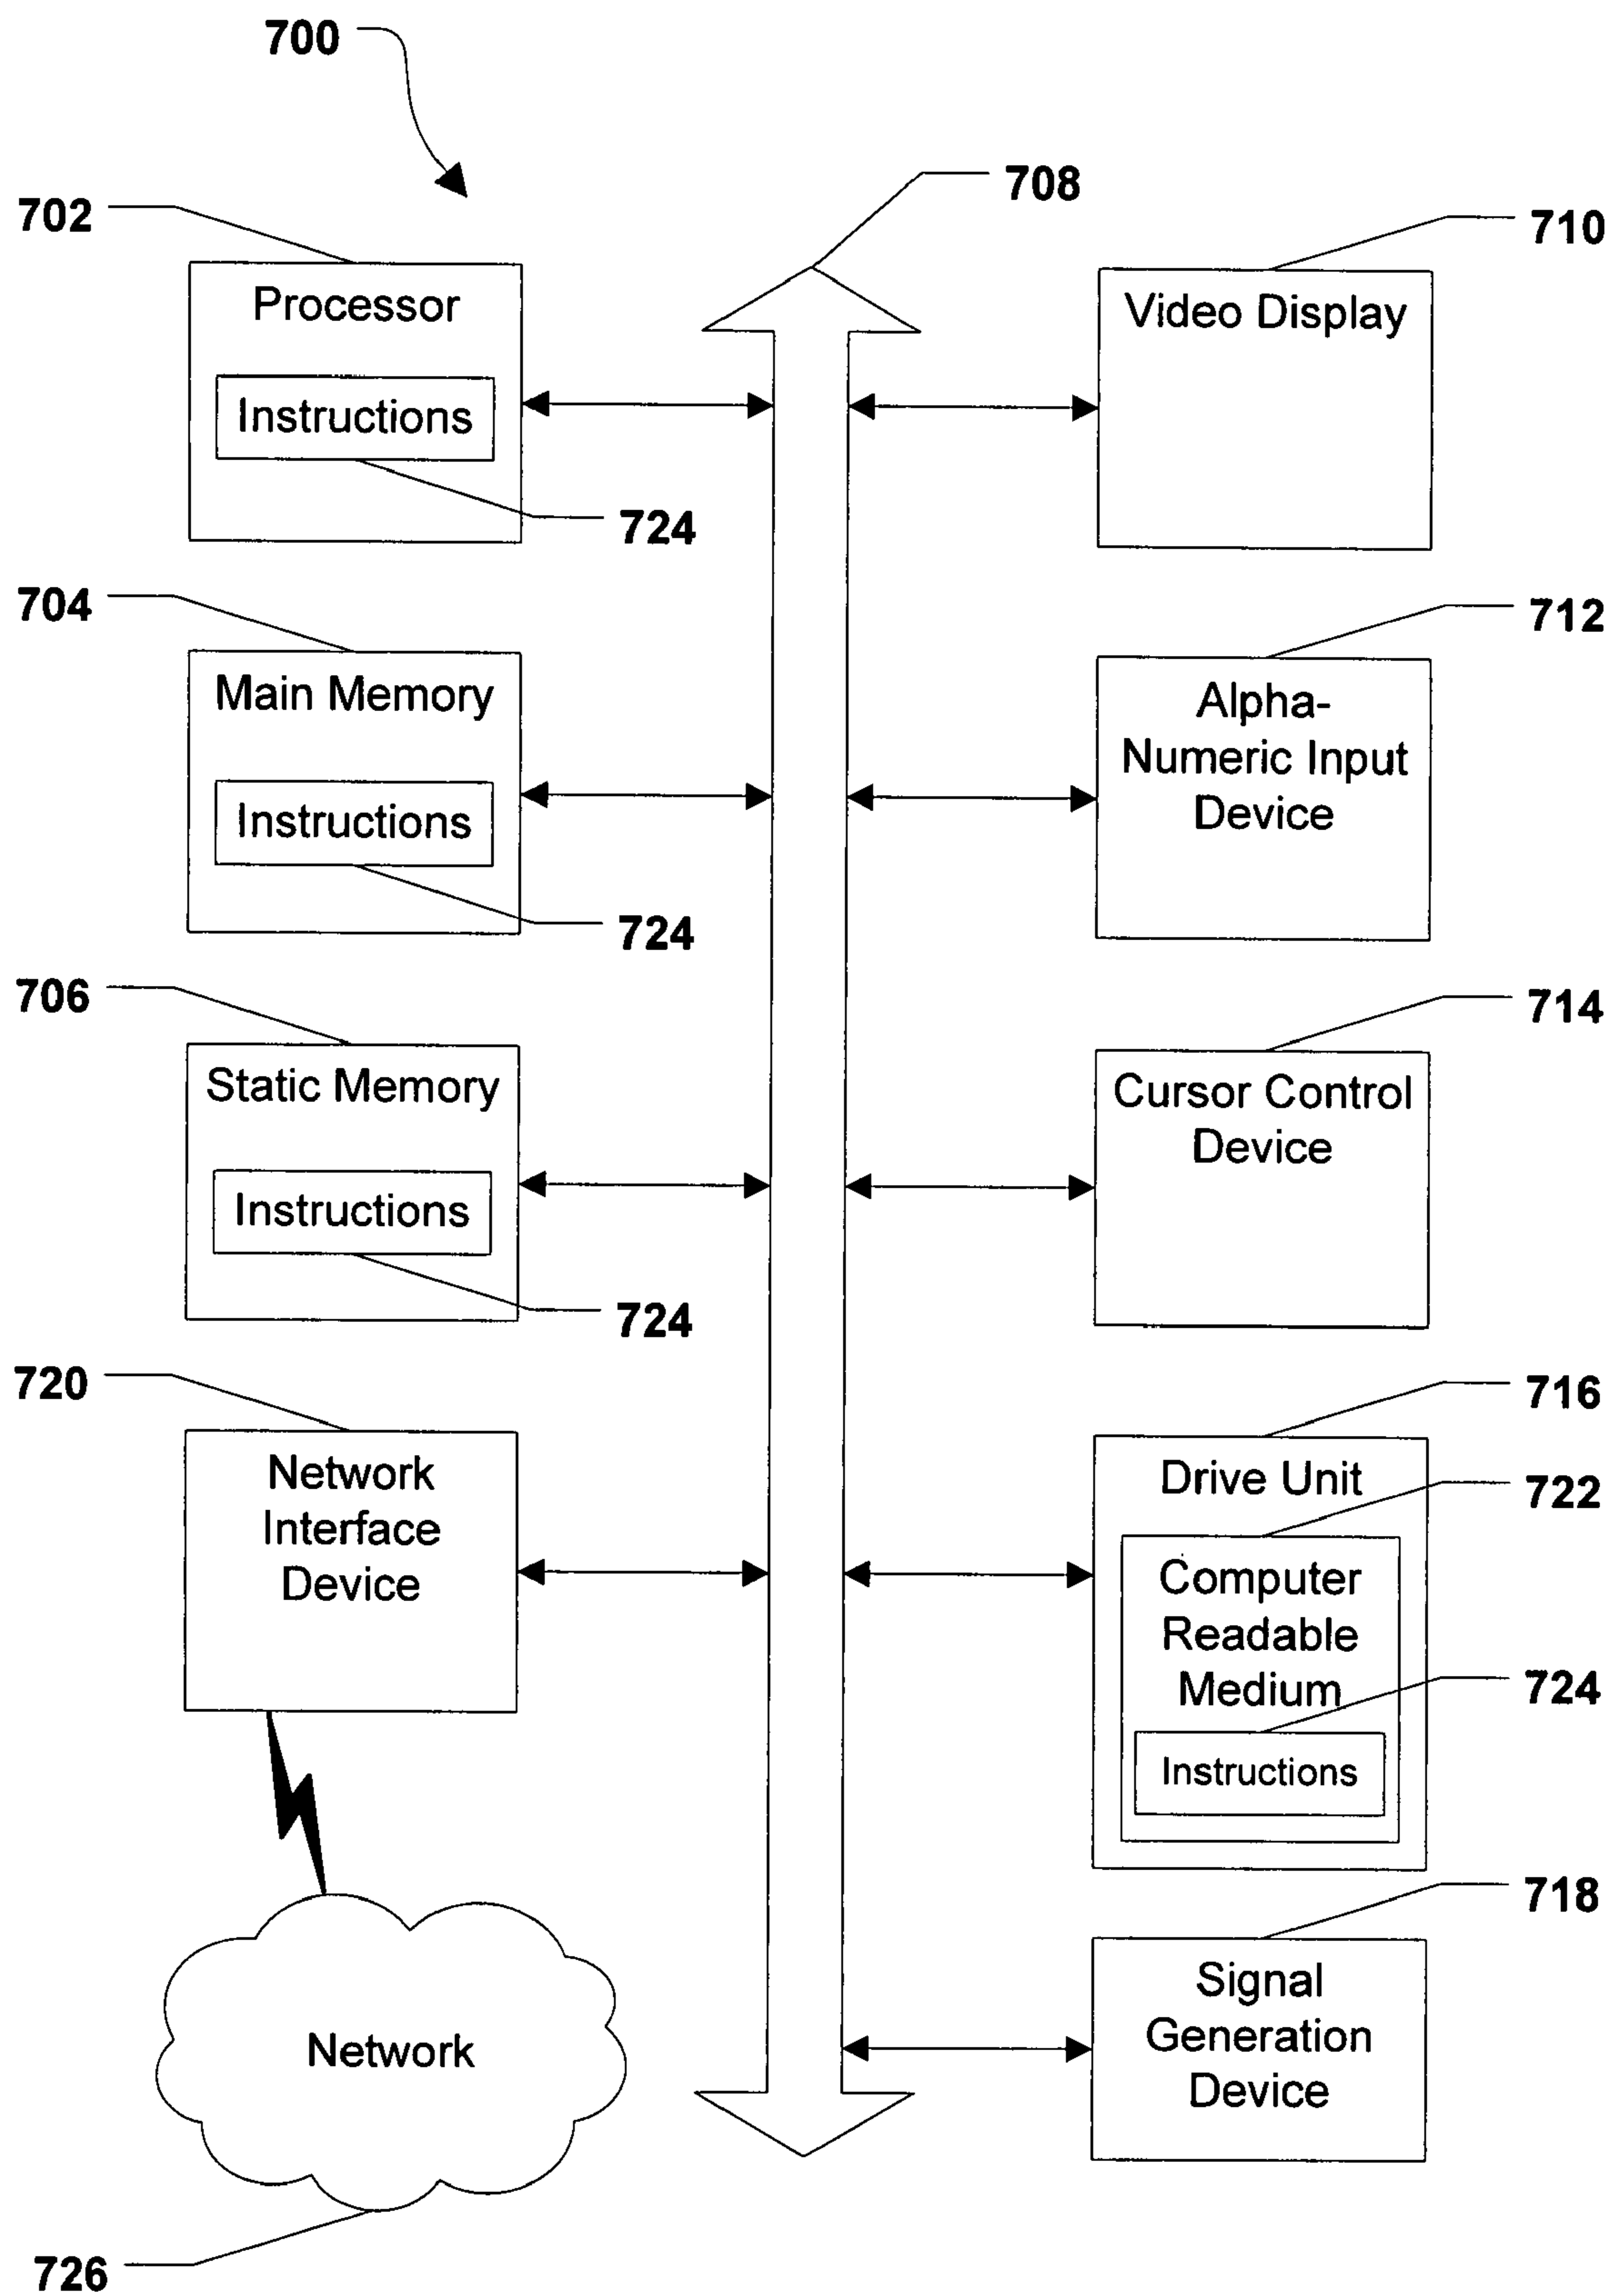 700
708
702
710
Processor
Instructions
724
Video Display
704
712
Main Memory
Instructions
724
Alpha-
Numeric Input
Device
706
714
Static Memory
Instructions
724
Cursor Control
Device
720
716
Network
Interface
Device
Drive Unit
722
Computer
Readable
Medium
724
Instructions
718
Network
Signal
Generation
Device
726